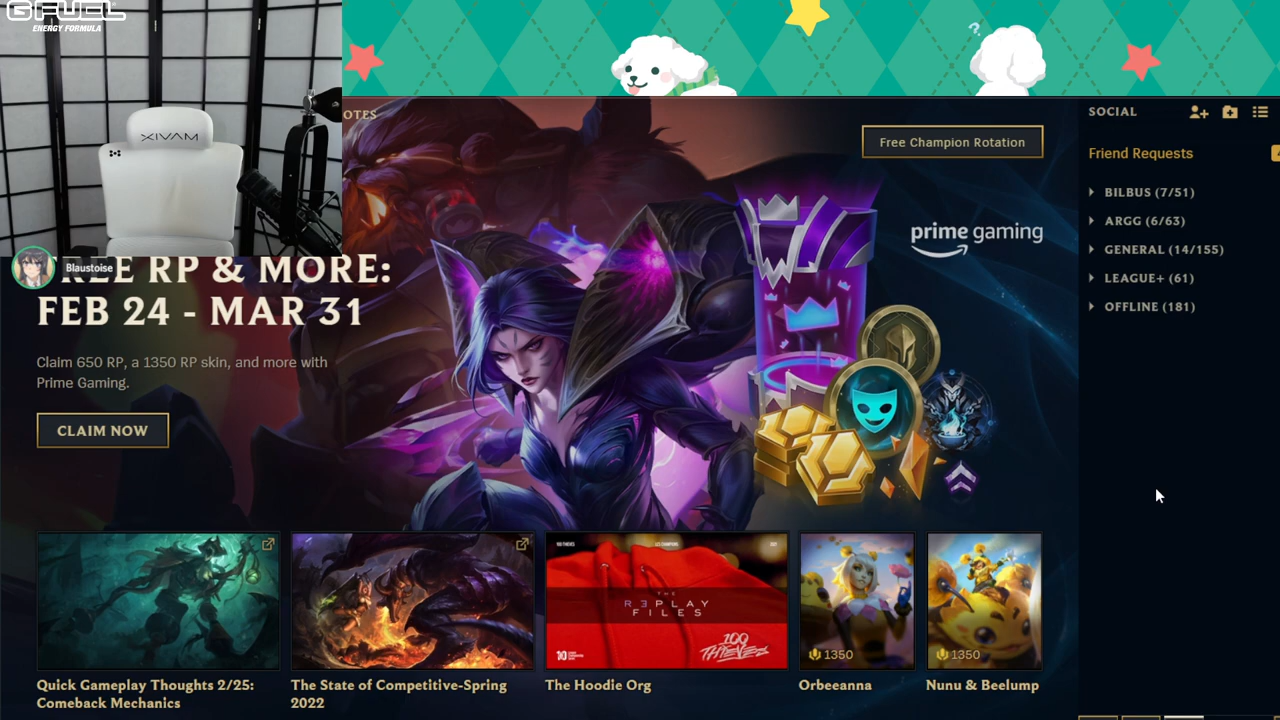 G FUEL
ENERGY FORMULA
XIVAM
Blaustoise
OTES
Free Champion Rotation
prime gaming
SOCIAL
Friend Requests
BILBUS (7/51)
ARGG (6/63)
GENERAL (14/155)
LEAGUE+ (61)
OFFLINE (181)
?
FREE RP & MORE:
FEB 24 - MAR 31
Claim 650 RP, a 1350 RP skin, and more with
Prime Gaming.
CLAIM NOW
THE
REPLAY
FILES
100
THIEVES
1350
1350
Quick Gameplay Thoughts 2/25:
Comeback Mechanics
The State of Competitive-Spring
2022
The Hoodie Org
Orbeeanna
Nunu & Beelump